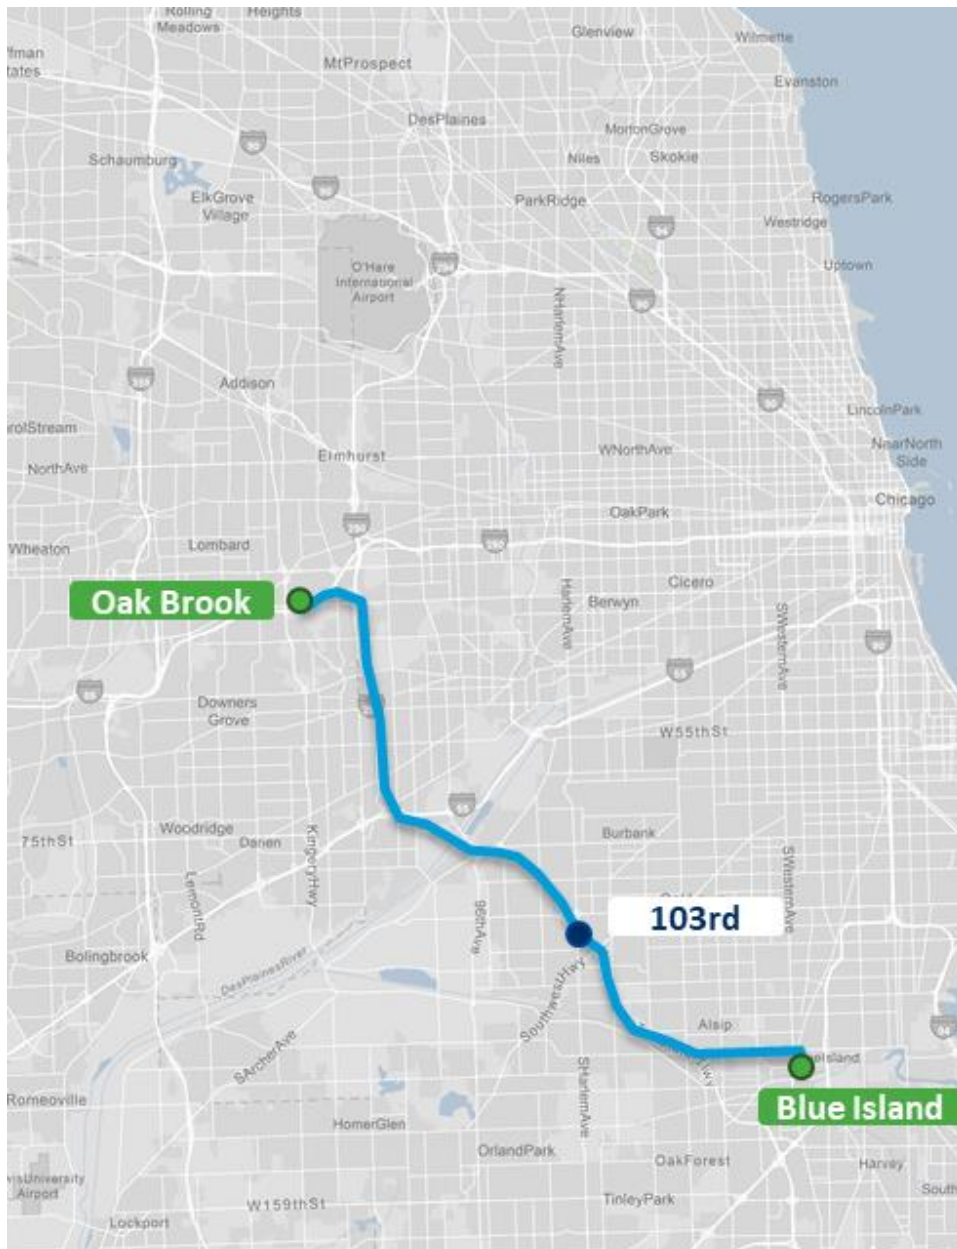 Rolling
Meadows
Heights
Glenview
Wilmette
MtProspect
Evanston
DesPlaines
MortonGrove
Schaumburg
Niles
Skokie
ElkGrove
Village
ParkRidge
RogersPark
Westridge
O'Hare
International
Airport
Uptown
NHarlemAve
Addison
LincolnPark
rolStream
NearNorth
Side
NorthAve
Elmhurst
WNorthAve
Chicago
OakPark
Wheaton
Lombard
Cicero
HarlemAve
Berwyn
Oak Brook
SWesternAve
Downers
Grove
W55thSt
Woodridge
Burbank
75thSt
Darien
KingeryHwy
SWesternAve
LemontRd
96thAve
103rd
Bolingbrook
DesPlainesRiver
SouthwestHwy
Alsip
SArcherAve
eIsland
SHarlemAve
Romeoville
Blue Island
HomerGlen
OrlandPark
OakForest
Harvey
Airport
W159thSt
TinleyPark
South
Lockport